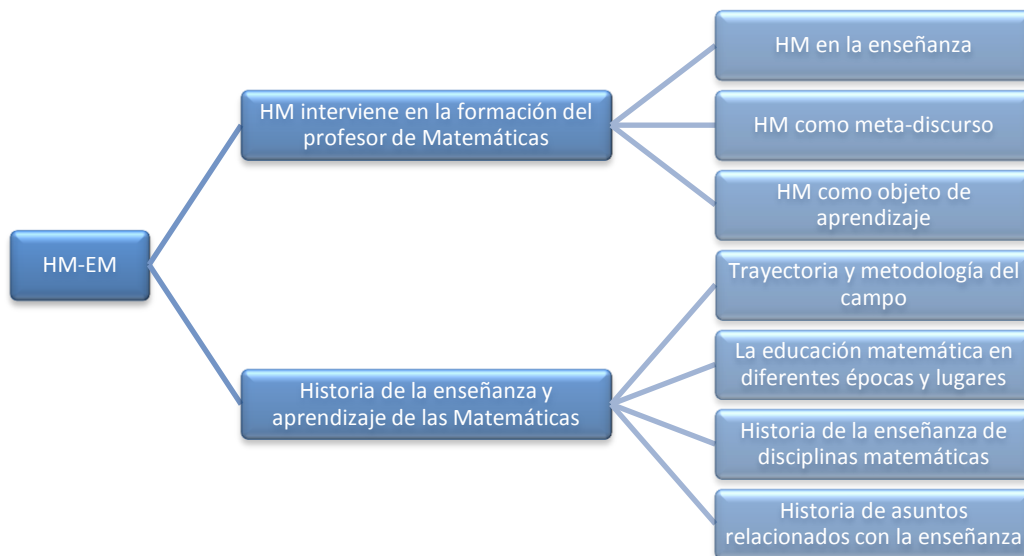 HM-EM
HM interviene en la formación del
profesor de Matemáticas
HM en la enseñanza
HM como meta-discurso
HM como objeto de
aprendizaje
Historia de la enseñanza y
aprendizaje de las Matemáticas
Trayectoria y metodología del
campo
La educación matemática en
diferentes épocas y lugares
Historia de la enseñanza de
disciplinas matemáticas
Historia de asuntos
relacionados con la enseñanza